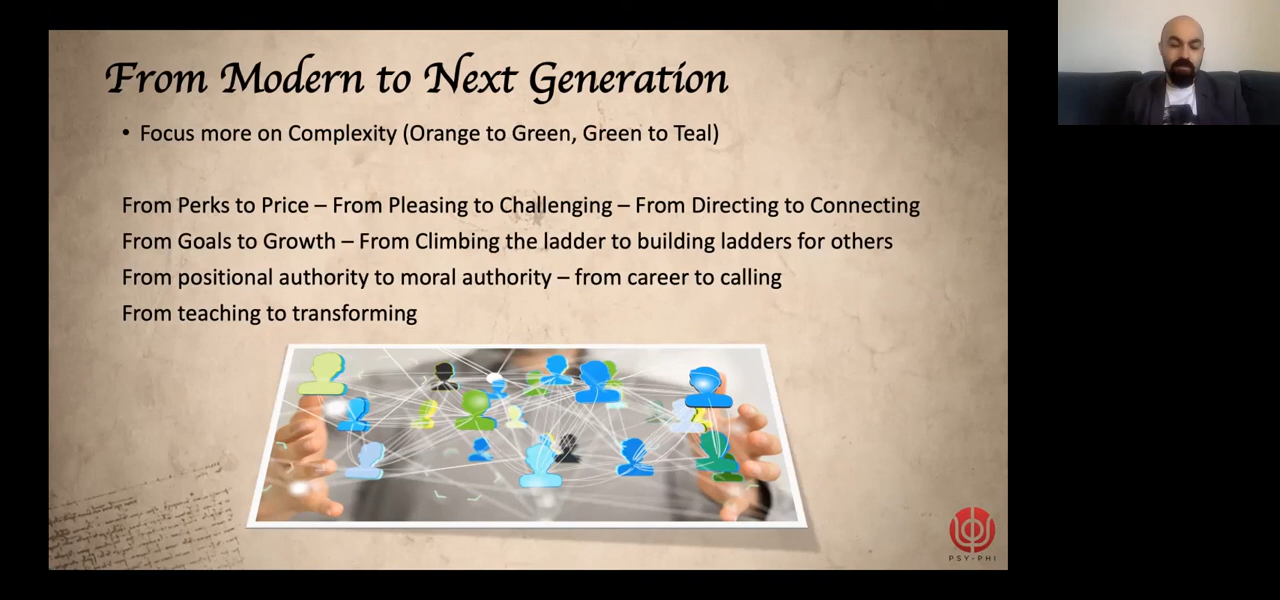 From Modern to Next Generation
• Focus more on Complexity (Orange to Green, Green to Teal)
From Perks to Price – From Pleasing to Challenging – From Directing to Connecting
From Goals to Growth – From Climbing the ladder to building ladders for others
From positional authority to moral authority – from career to calling
From teaching to transforming
PSY-PHI